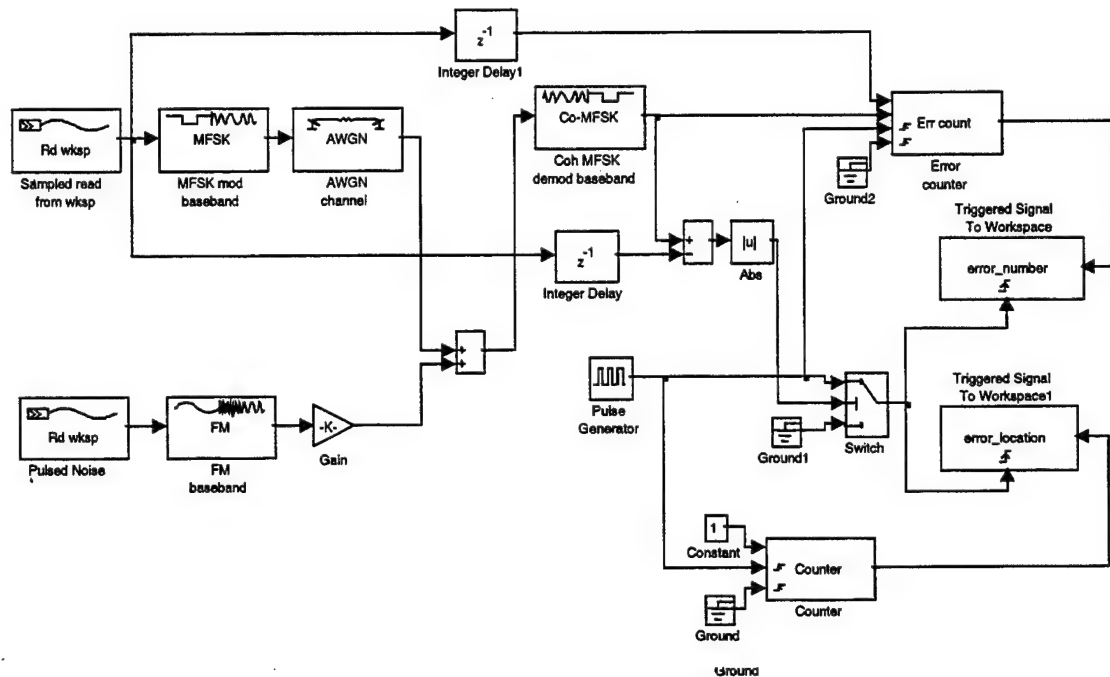 z-1
Integer Delay1
Rd wksp
Sampled read
from wksp
MFSK
MFSK mod
baseband
AWGN
AWGN
channel
Co-MFSK
Coh MFSK
demod baseband
Err count
Error
counter
Ground2
z-1
Integer Delay
+
−
|u|
Abs
Triggered Signal
To Workspace
error_number
+
+
Rd wksp
Pulsed Noise
FM
FM
baseband
-K-
Gain
Pulse
Generator
Ground1
Switch
Triggered Signal
To Workspace1
error_location
1
Constant
Counter
Counter
Ground
Ground